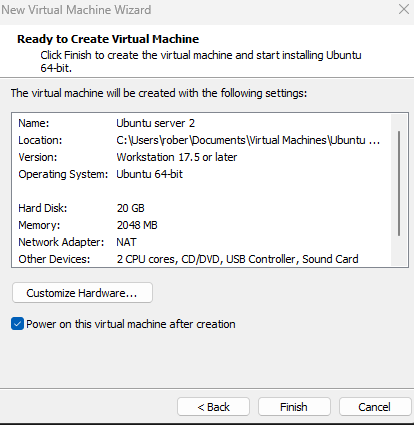 New Virtual Machine Wizard
Ready to Create Virtual Machine
Click Finish to create the virtual machine and start installing Ubuntu
64-bit.
The virtual machine will be created with the following settings:
Name: Ubuntu server 2
Location: C:\Users\rober\Documents\Virtual Machines\Ubuntu ...
Version: Workstation 17.5 or later
Operating System: Ubuntu 64-bit
Hard Disk: 20 GB
Memory: 2048 MB
Network Adapter: NAT
Other Devices: 2 CPU cores, CD/DVD, USB Controller, Sound Card
Customize Hardware...
Power on this virtual machine after creation
< Back Finish Cancel